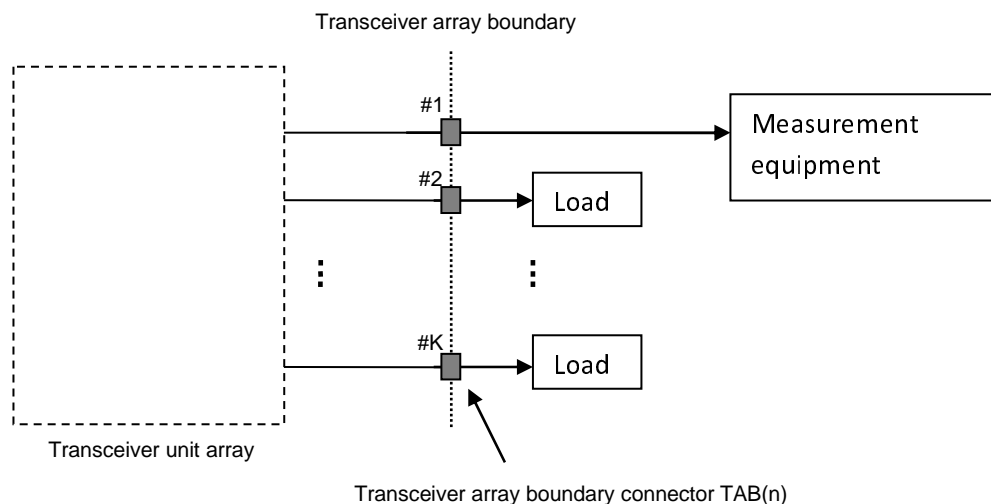 Transceiver array boundary
#1
Measurement
equipment
#2
Load
#K
Load
Transceiver unit array
Transceiver array boundary connector TAB(n)